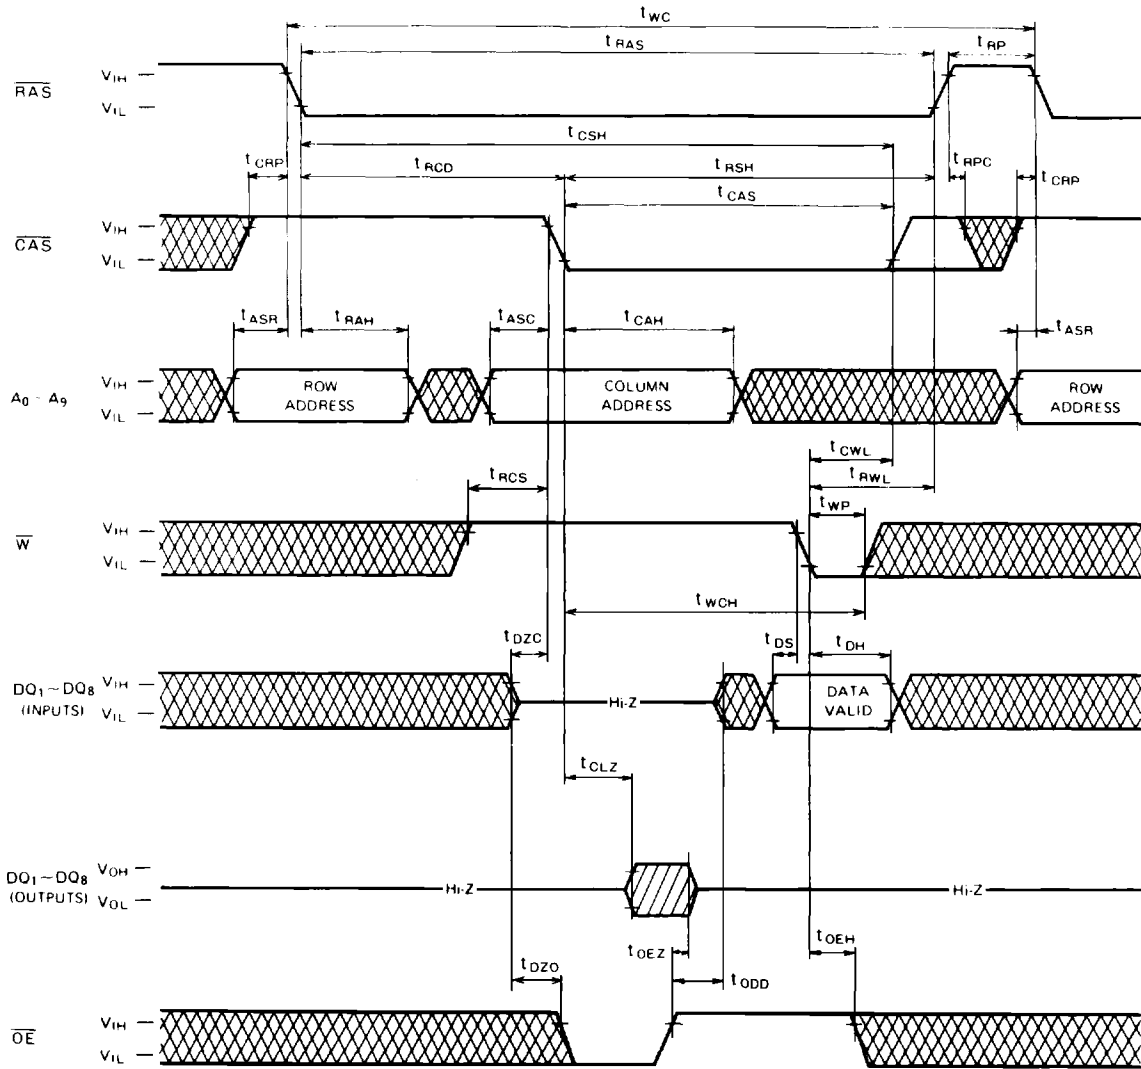 tWC
tRAS
tRP
RAS
VIH
VIL
tCSH
tCRP
tRCD
tRSH
tRPC
tCRP
tCAS
CAS
VIH
VIL
tASR
tRAH
tASC
tCAH
tASR
A0 - A9
VIH
VIL
ROW
ADDRESS
COLUMN
ADDRESS
ROW
ADDRESS
tCWL
tRWL
tRCS
tWP
W
VIH
VIL
tWCH
tDZC
tDS
tDH
DQ1~DQ8
(INPUTS)
VIH
VIL
Hi-Z
DATA
VALID
tCLZ
DQ1~DQ8
(OUTPUTS)
VOH
VOL
Hi-Z
Hi-Z
tOEZ
tOEH
tDZO
tODD
OE
VIH
VIL